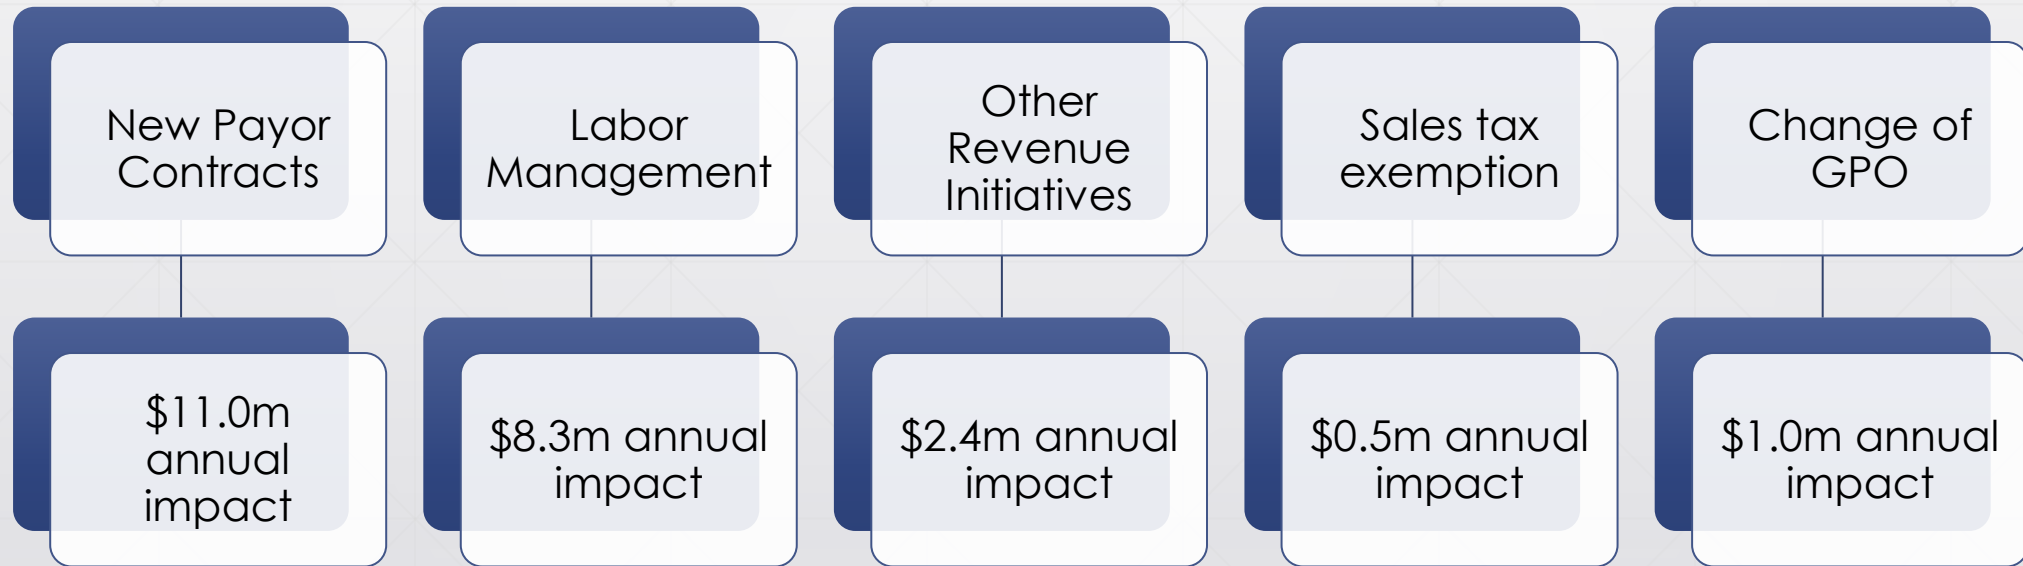 New Payor
Contracts
Labor
Management
Other
Revenue
Initiatives
Sales tax
exemption
Change of
GPO
$11.0m
annual
impact
$8.3m annual
impact
$2.4m annual
impact
$0.5m annual
impact
$1.0m annual
impact